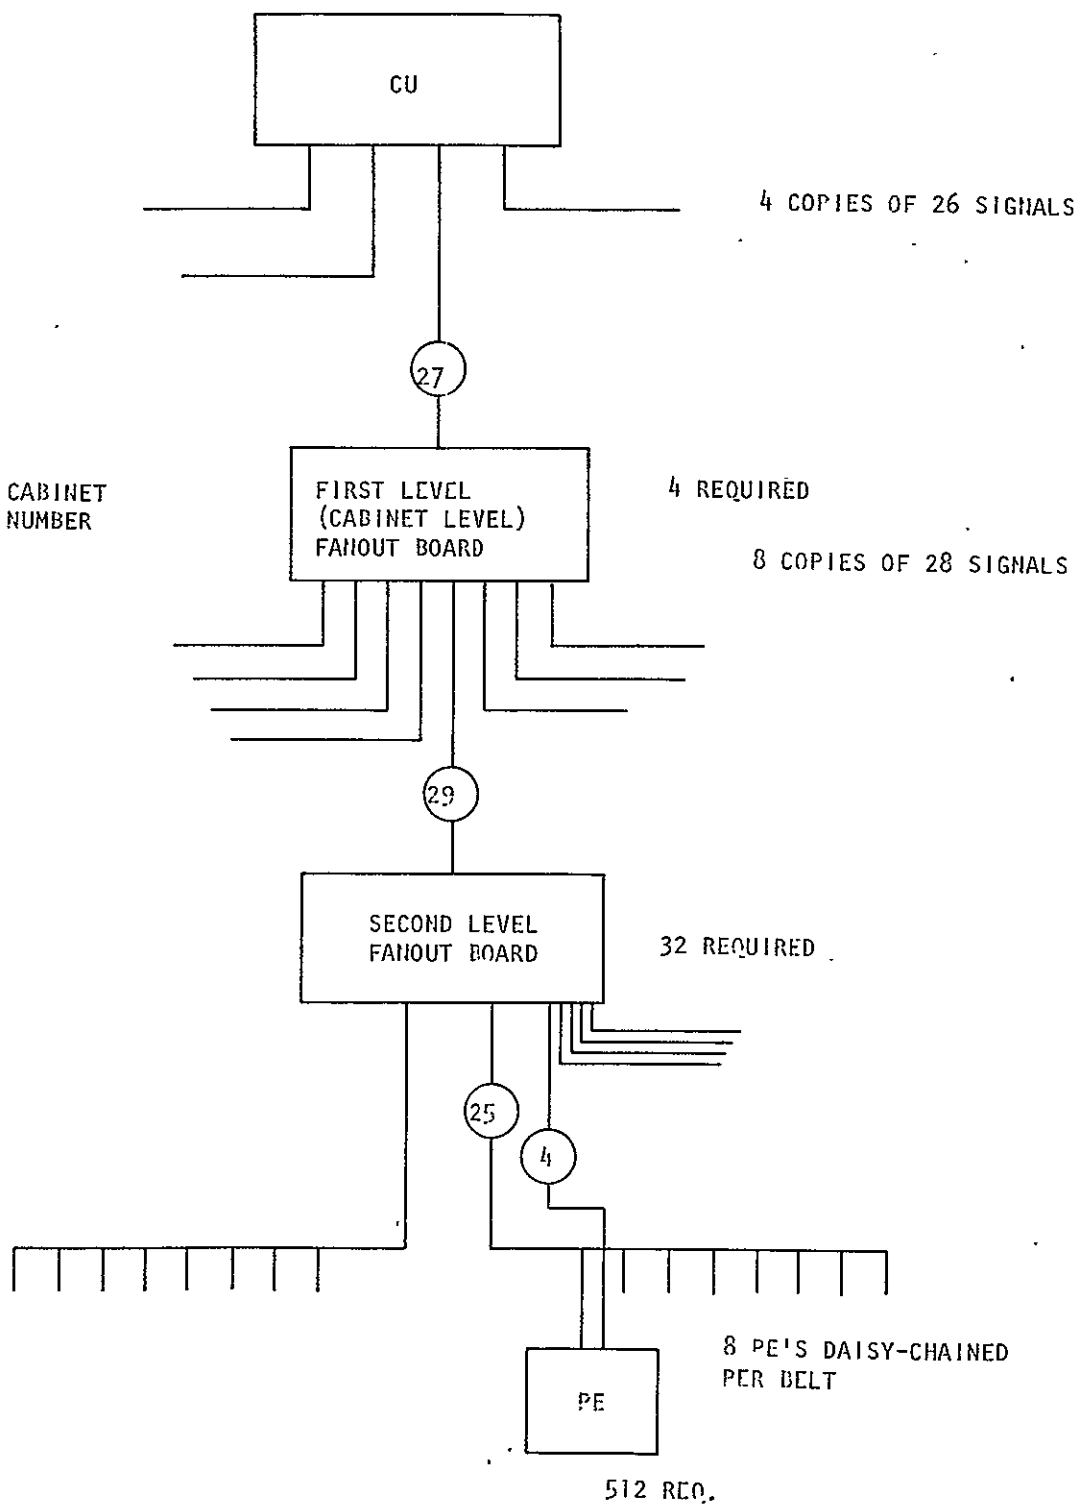 CU
4 COPIES OF 26 SIGNALS
27
CABINET
NUMBER
FIRST LEVEL
(CABINET LEVEL)
FANOUT BOARD
4 REQUIRED
8 COPIES OF 28 SIGNALS
29
SECOND LEVEL
FANOUT BOARD
32 REQUIRED
25
4
8 PE'S DAISY-CHAINED
PER BELT
PE
512 REQ.